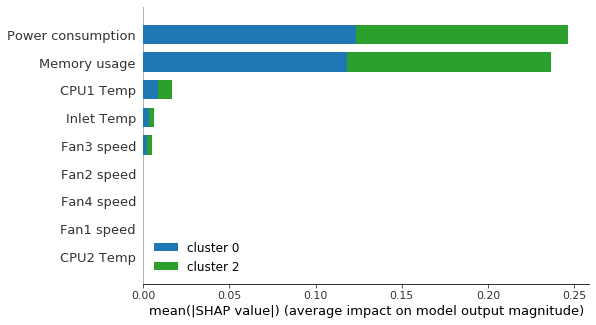 Power consumption
Memory usage
CPU1 Temp
Inlet Temp
Fan3 speed
Fan2 speed
Fan4 speed
Fan1 speed
CPU2 Temp
cluster 0
cluster 2
0.00 0.05 0.10 0.15 0.20 0.25
mean(|SHAP value|) (average impact on model output magnitude)